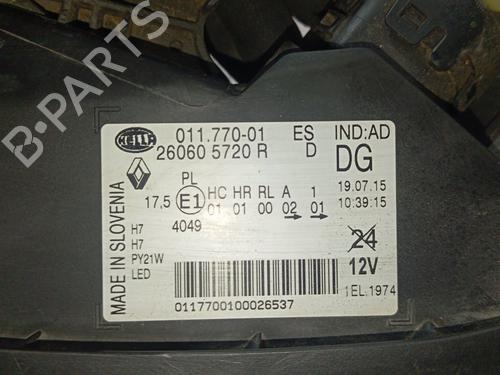 B-PARTS
HELLA
011.770-01 ES IND:AD
26060 5720 R D DG
PL
17,5 E1 HC HR RL A 1 19.07.15
01 01 00 02 01 10:39:15
4049
MADE IN SLOVENIA
H7
H7
PY21W
LED
24
12V
1EL.1974
0117700100026537